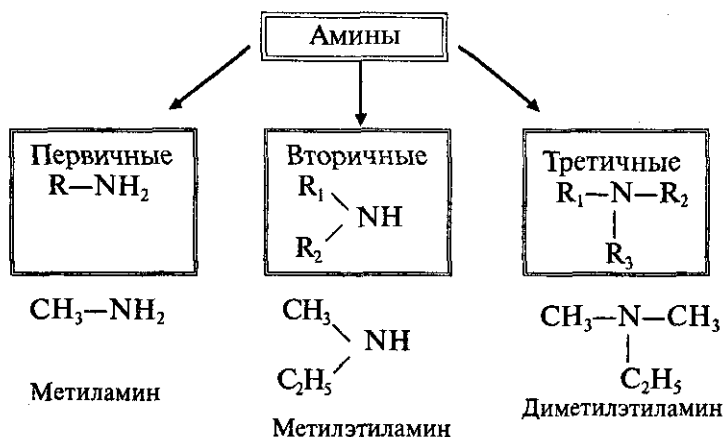 Амины
Первичные
R—NH₂
Вторичные
R₁
NH
R₂
Третичные
R₁—N—R₂
R₃
CH₃—NH₂
Метиламин
CH₃
NH
C₂H₅
Метилэтиламин
CH₃—N—CH₃
C₂H₅
Диметилэтиламин